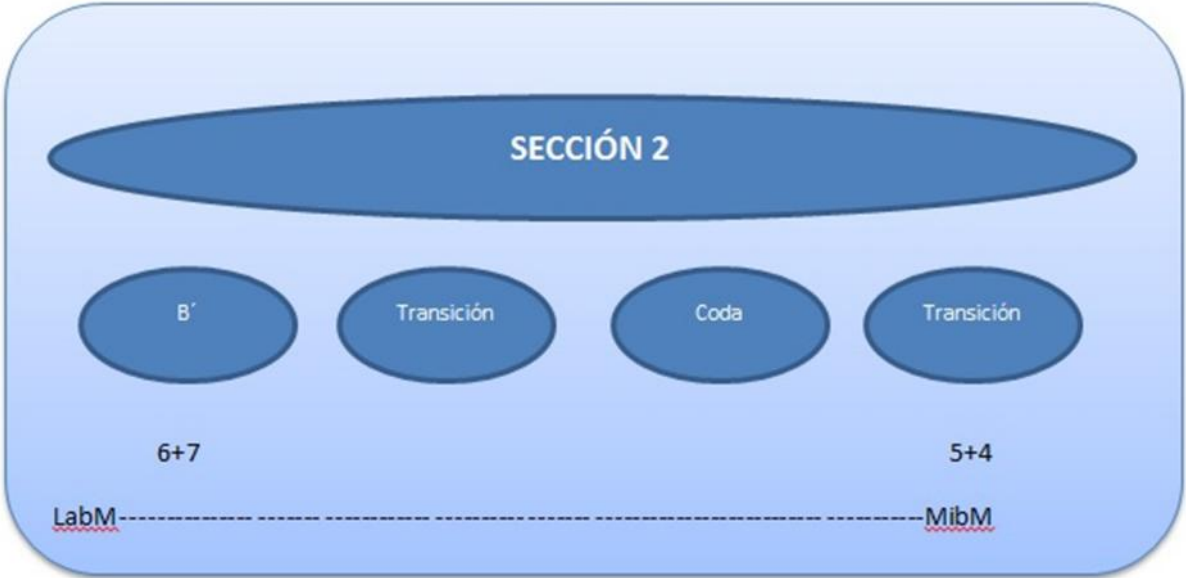 SECCIÓN 2
B´ Transición Coda Transición
6+7 5+4
LabM-----------------------------------------------------------------------------------MibM